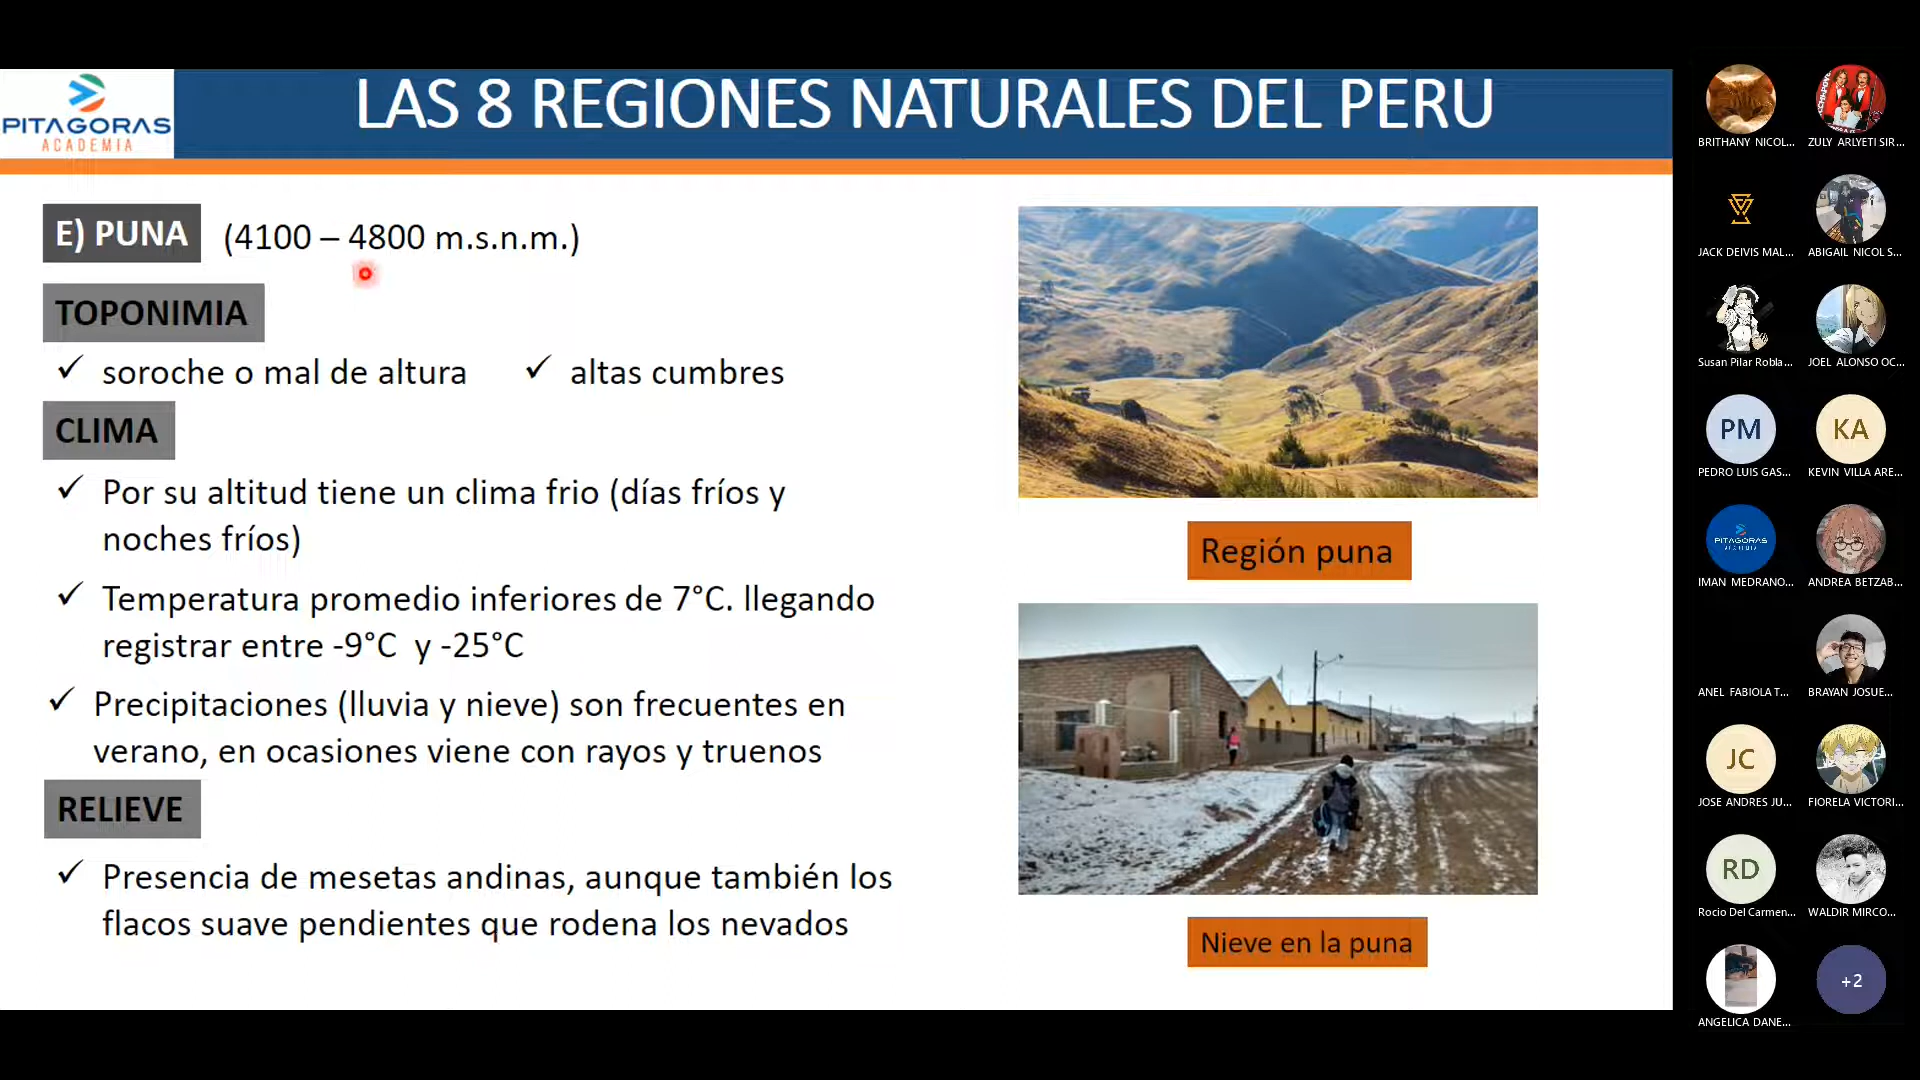 PITAGORAS
ACADEMIA
LAS 8 REGIONES NATURALES DEL PERU
E) PUNA (4100 – 4800 m.s.n.m.)
TOPONIMIA
✓ soroche o mal de altura ✓ altas cumbres
CLIMA
✓ Por su altitud tiene un clima frio (días fríos y
noches fríos)
✓ Temperatura promedio inferiores de 7°C. llegando
registrar entre -9°C y -25°C
✓ Precipitaciones (lluvia y nieve) son frecuentes en
verano, en ocasiones viene con rayos y truenos
RELIEVE
✓ Presencia de mesetas andinas, aunque también los
flacos suave pendientes que rodena los nevados
Región puna
Nieve en la puna
BRITHANY NICOL...
ZULY ARLYETI SIR...
JACK DEIVIS MAL...
ABIGAIL NICOL S...
Susan Pilar Robla...
JOEL ALONSO OC...
PM
KA
PEDRO LUIS GAS...
KEVIN VILLA ARE...
PITAGORAS
IMAN MEDRANO...
ANDREA BETZAB...
ANEL FABIOLA T...
BRAYAN JOSUE...
JC
JOSE ANDRES JU...
FIORELA VICTORI...
RD
Rocio Del Carmen...
WALDIR MIRCO...
+2
ANGELICA DANE...